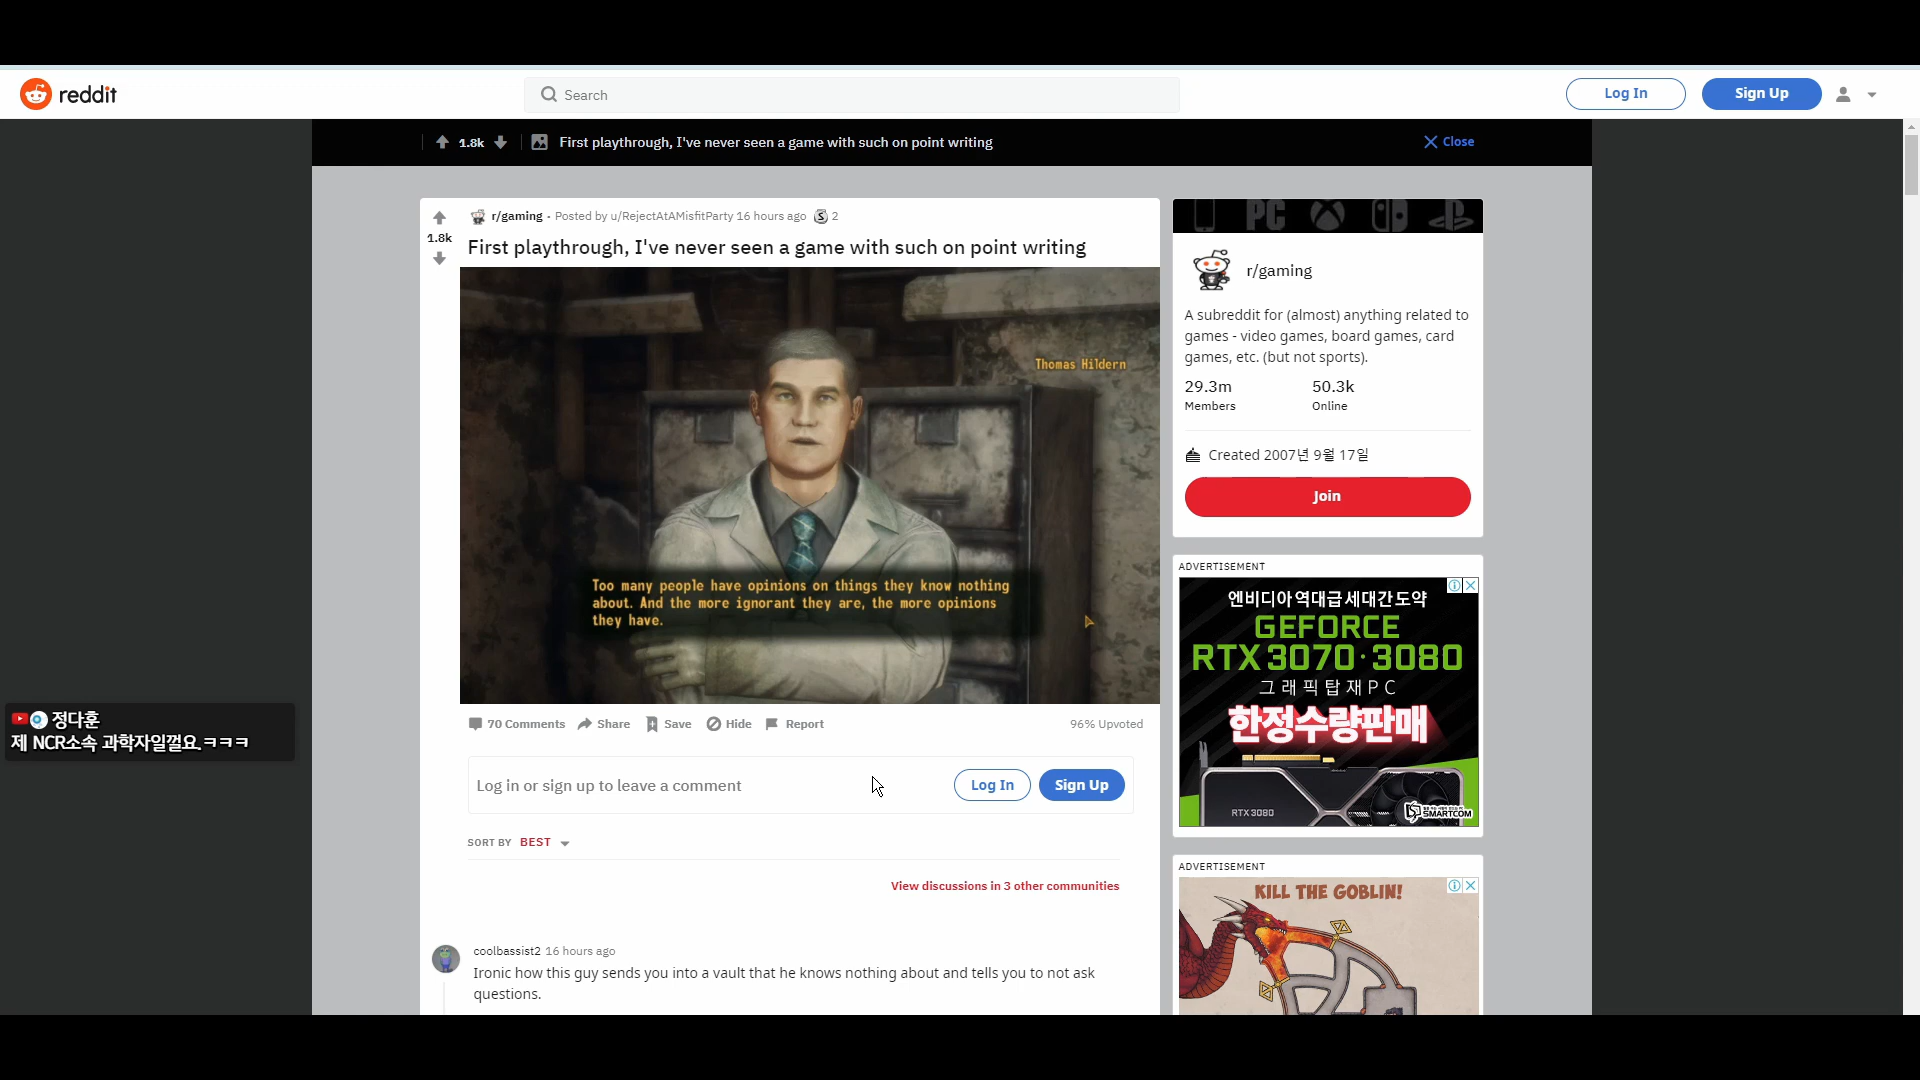 reddit
Search
Log In
Sign Up
1.8k
First playthrough, I've never seen a game with such on point writing
Close
r/gaming · Posted by u/RejectAtAMisfitParty 16 hours ago S 2
1.8k
First playthrough, I've never seen a game with such on point writing
Thomas Hildern
Too many people have opinions on things they know nothing
about. And the more ignorant they are, the more opinions
they have.
70 Comments
Share
Save
Hide
Report
96% Upvoted
Log in or sign up to leave a comment
Log In
Sign Up
SORT BY BEST
View discussions in 3 other communities
coolbassist2 16 hours ago
Ironic how this guy sends you into a vault that he knows nothing about and tells you to not ask
questions.
PC
r/gaming
A subreddit for (almost) anything related to
games - video games, board games, card
games, etc. (but not sports).
29.3m
Members
50.3k
Online
Created 2007년 9월 17일
Join
ADVERTISEMENT
엔비디아 역대급 세대간 도약
GEFORCE
RTX 3070·3080
그래픽 탑재 PC
한정수량판매
RTX 3080
SMARTCOM
ADVERTISEMENT
KILL THE GOBLIN!
정다훈
제 NCR소속 과학자일껄요.ㅋㅋㅋ